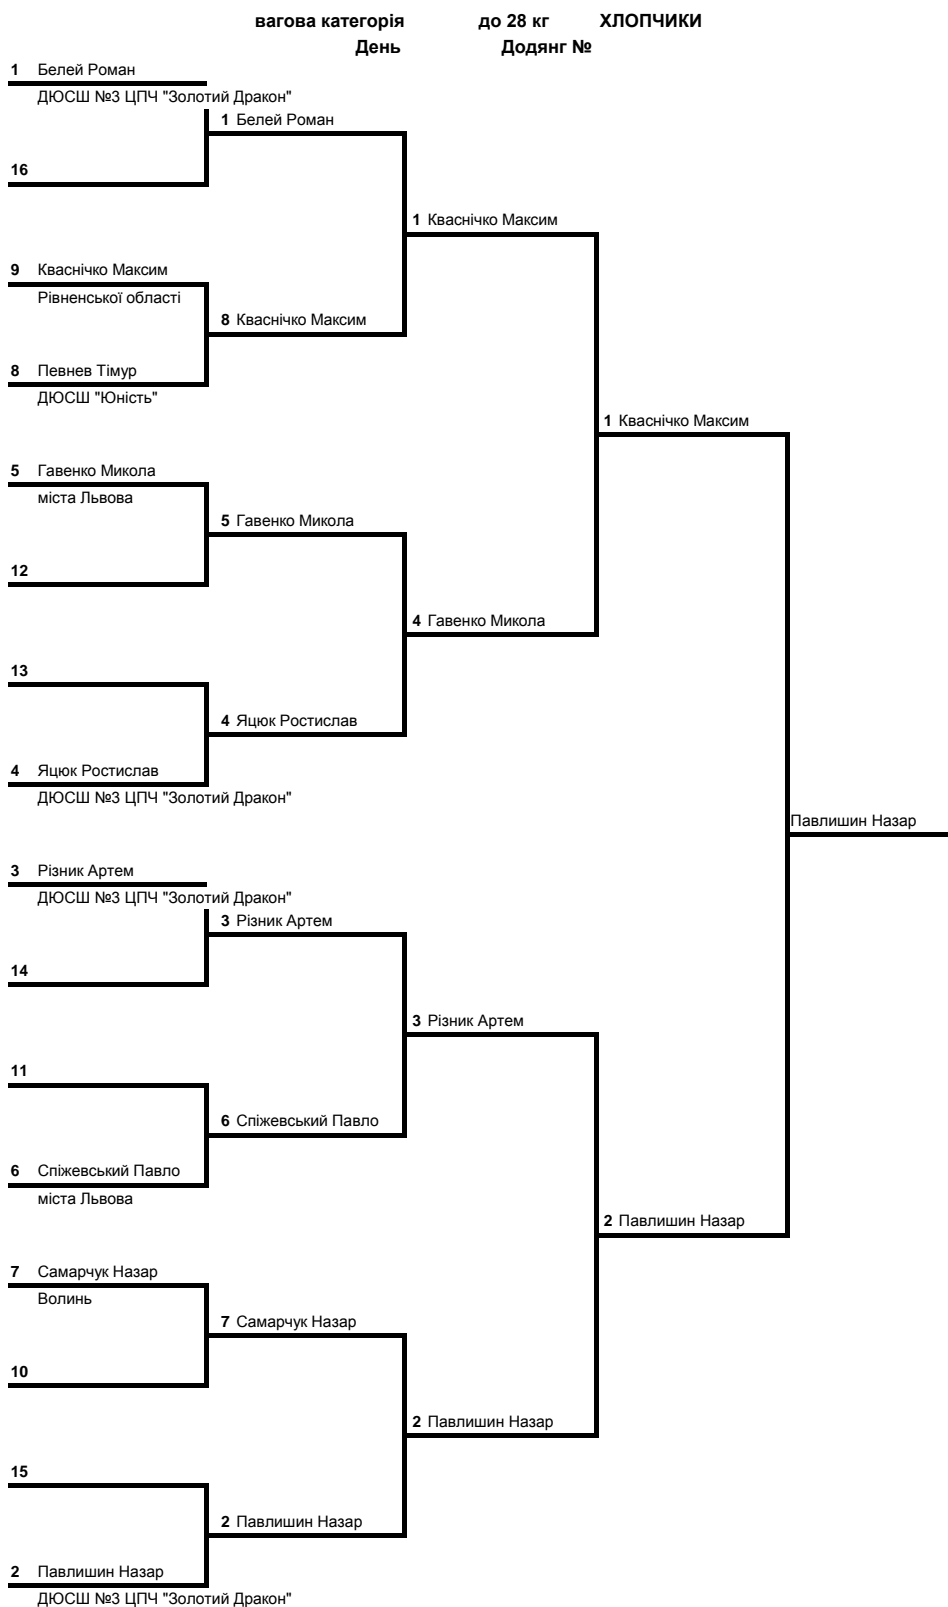 вагова категорія до 28 кг ХЛОПЧИКИ
День Додянг №
1 Белей Роман
ДЮСШ №3 ЦПЧ "Золотий Дракон"
1 Белей Роман
16
1 Кваснічко Максим
9 Кваснічко Максим
Рівненської області
8 Кваснічко Максим
8 Певнев Тімур
ДЮСШ "Юність"
1 Кваснічко Максим
5 Гавенко Микола
міста Львова
5 Гавенко Микола
12
4 Гавенко Микола
13
4 Яцюк Ростислав
4 Яцюк Ростислав
ДЮСШ №3 ЦПЧ "Золотий Дракон"
Павлишин Назар
3 Різник Артем
ДЮСШ №3 ЦПЧ "Золотий Дракон"
3 Різник Артем
14
3 Різник Артем
11
6 Спіжевський Павло
6 Спіжевський Павло
міста Львова
2 Павлишин Назар
7 Самарчук Назар
Волинь
7 Самарчук Назар
10
2 Павлишин Назар
15
2 Павлишин Назар
2 Павлишин Назар
ДЮСШ №3 ЦПЧ "Золотий Дракон"